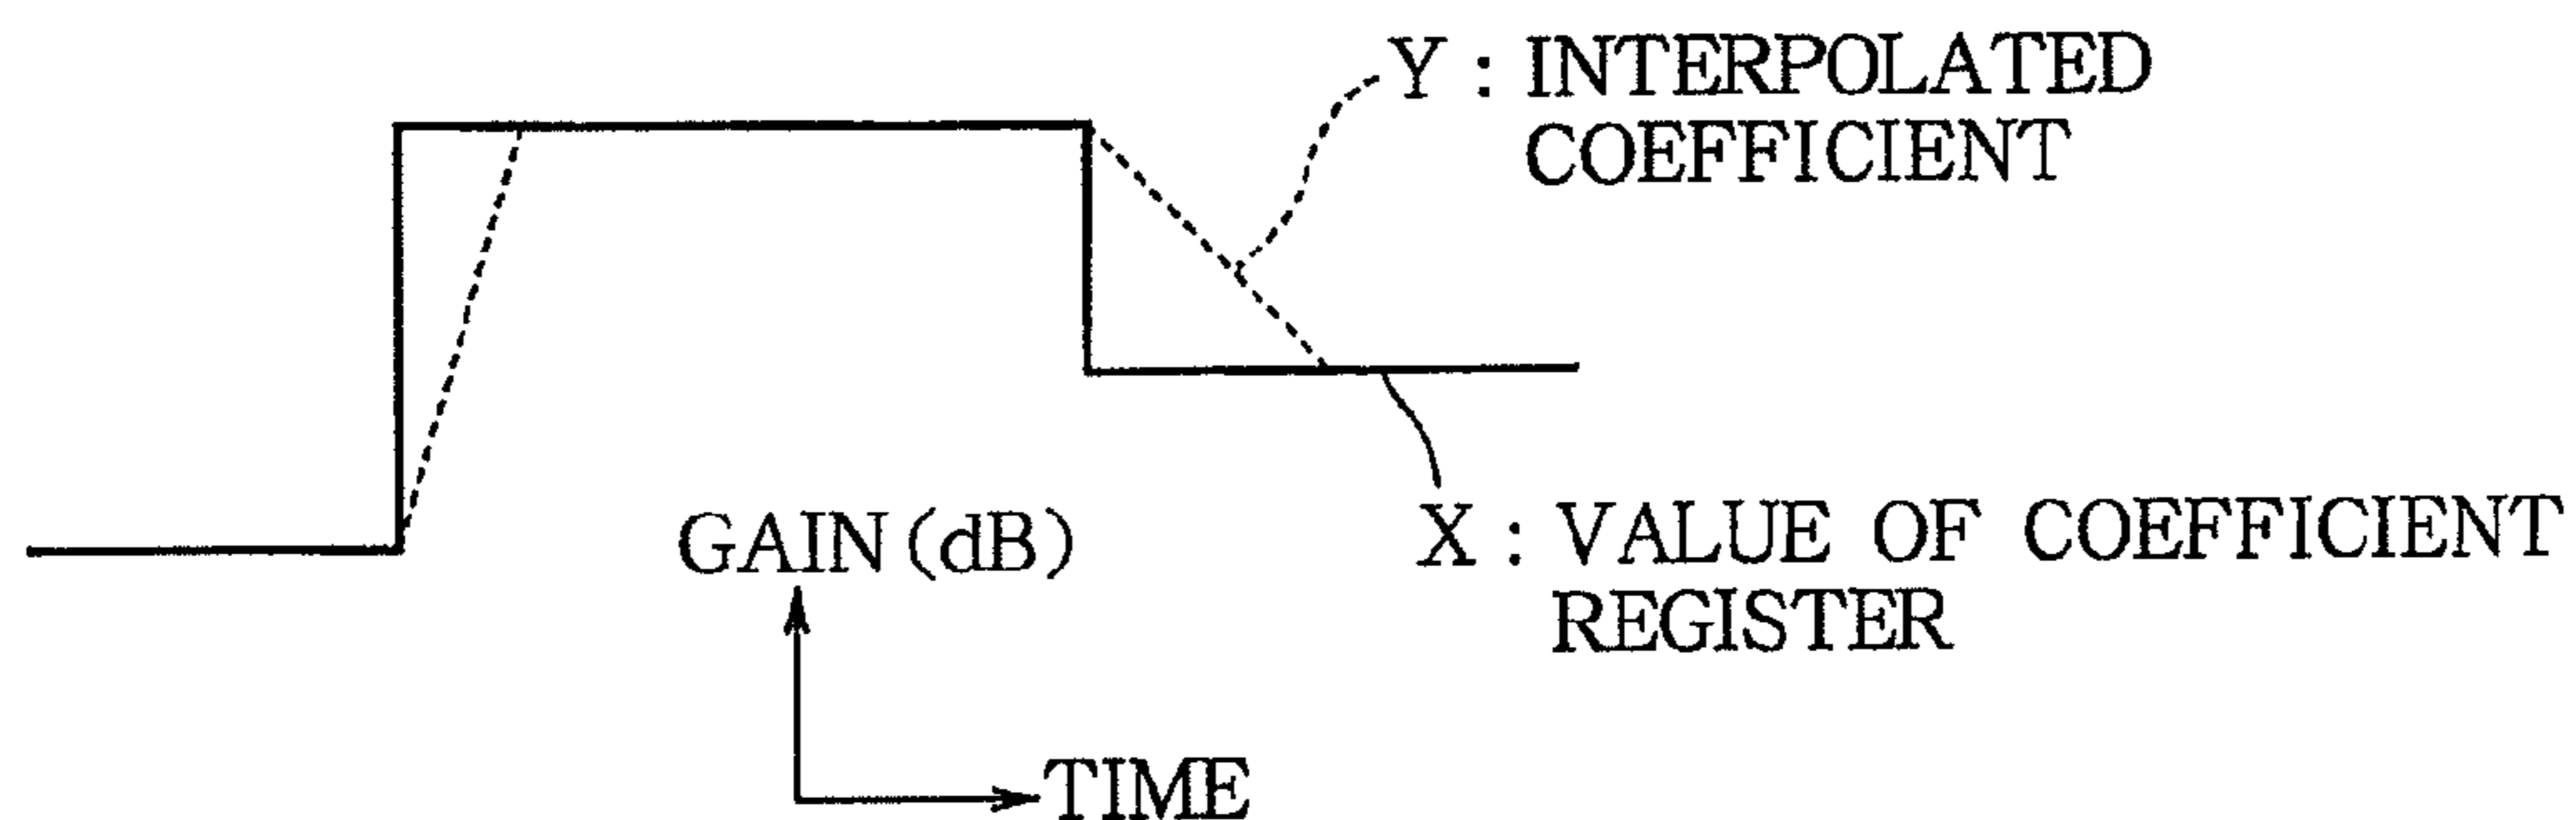 Y : INTERPOLATED
COEFFICIENT
GAIN (dB)
X : VALUE OF COEFFICIENT
REGISTER
TIME